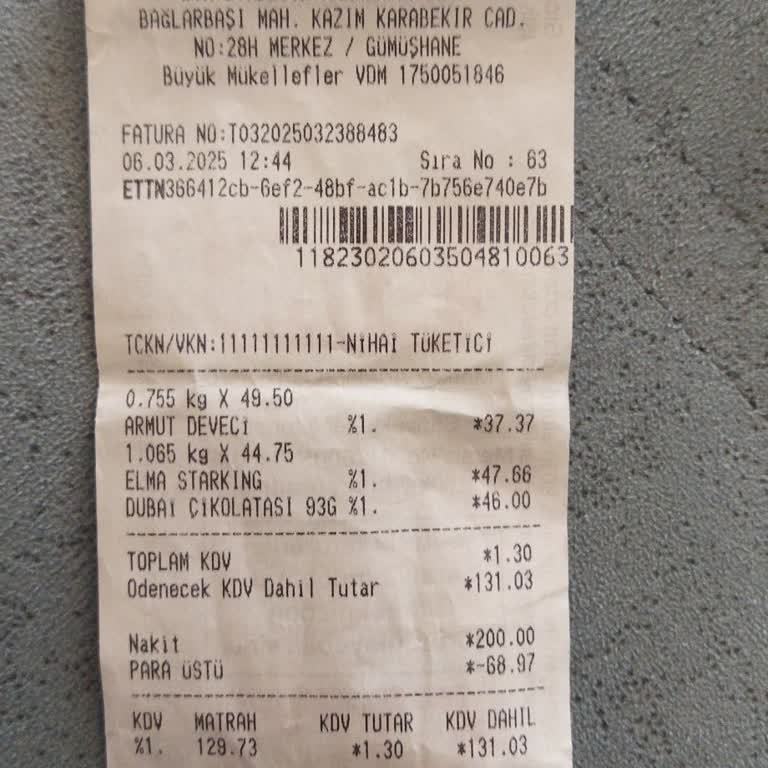 BAĞLARBAŞI MAH. KAZIM KARABEKİR CAD.
NO:28H MERKEZ / GÜMÜŞHANE
Büyük Mükellefler VDM 1750051846
FATURA NO:T032025032388483
06.03.2025 12:44 Sıra No : 63
ETTN366412cb-6ef2-48bf-ac1b-7b756e740e7b
11823020603504810063
TCKN/VKN:11111111111-NİHAİ TÜKETİCİ
0.755 kg X 49.50
ARMUT DEVECİ %1. *37.37
1.065 kg X 44.75
ELMA STARKING %1. *47.66
DUBAİ ÇİKOLATASI 93G %1. *46.00
TOPLAM KDV *1.30
Odenecek KDV Dahil Tutar *131.03
Nakit *200.00
PARA ÜSTÜ *-68.97
KDV MATRAH KDV TUTAR KDV DAHIL
%1. 129.73 *1.30 *131.03